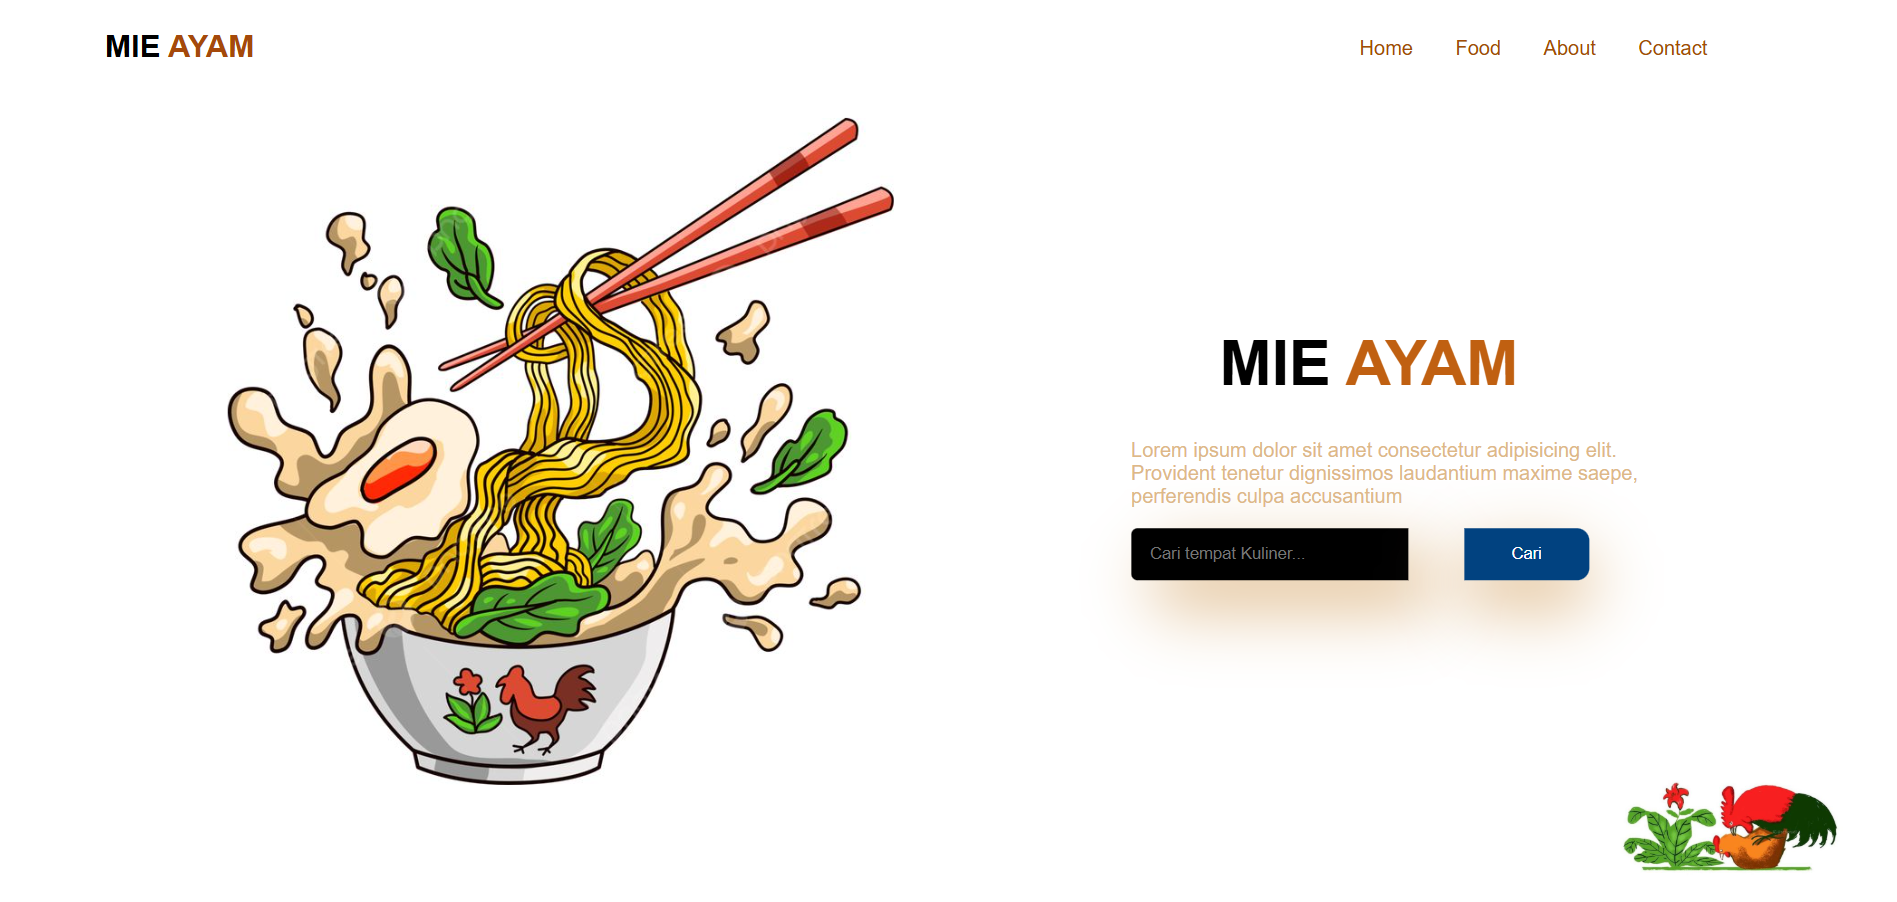 MIE AYAM
Home Food About Contact
MIE AYAM
Lorem ipsum dolor sit amet consectetur adipisicing elit.
Provident tenetur dignissimos laudantium maxime saepe,
perferendis culpa accusantium
Cari tempat Kuliner...
Cari